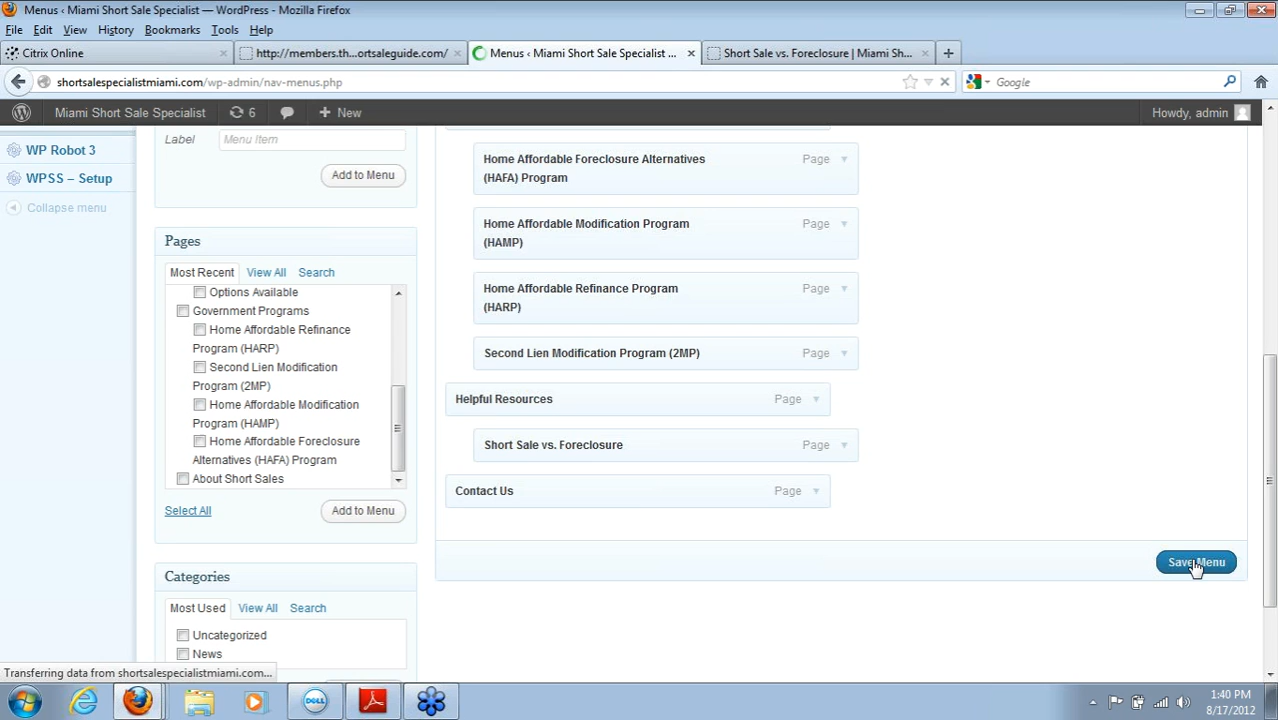 Menus ‹ Miami Short Sale Specialist — WordPress - Mozilla Firefox
File Edit View History Bookmarks Tools Help
Citrix Online
http://members.th...ortsaleguide.com/
Menus ‹ Miami Short Sale Specialist ...
Short Sale vs. Foreclosure | Miami Sh...
shortsalespecialistmiami.com/wp-admin/nav-menus.php
Google
Miami Short Sale Specialist 6 New Howdy, admin
WP Robot 3
WPSS – Setup
Collapse menu
Label Menu Item
Add to Menu
Pages
Most Recent View All Search
Options Available
Government Programs
Home Affordable Refinance
Program (HARP)
Second Lien Modification
Program (2MP)
Home Affordable Modification
Program (HAMP)
Home Affordable Foreclosure
Alternatives (HAFA) Program
About Short Sales
Select All Add to Menu
Categories
Most Used View All Search
Uncategorized
News
Home Affordable Foreclosure Alternatives Page
(HAFA) Program
Home Affordable Modification Program Page
(HAMP)
Home Affordable Refinance Program Page
(HARP)
Second Lien Modification Program (2MP) Page
Helpful Resources Page
Short Sale vs. Foreclosure Page
Contact Us Page
Save Menu
Transferring data from shortsalespecialistmiami.com...
DELL
1:40 PM
8/17/2012